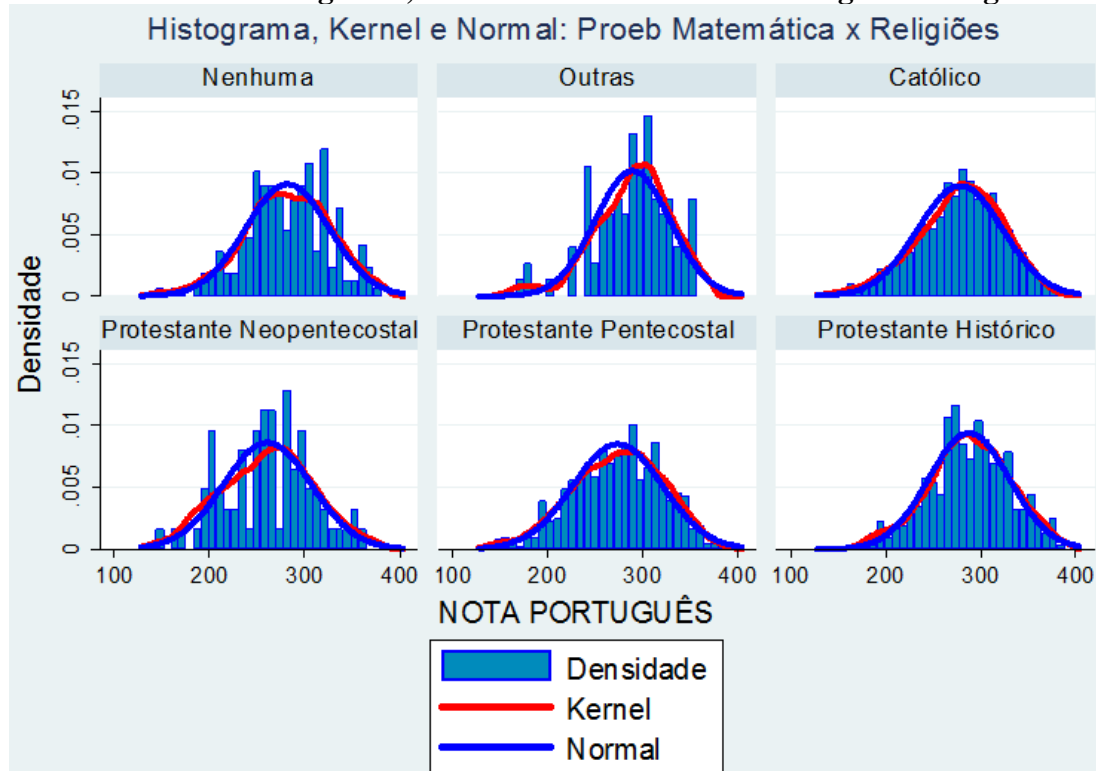 Histograma, Kernel e Normal: Proeb Matemática x Religiões
Nenhuma Outras Católico
.015
.01
.005
0
Protestante Neopentecostal Protestante Pentecostal Protestante Histórico
.015
.01
.005
0
Densidade
100 200 300 400 100 200 300 400 100 200 300 400
NOTA PORTUGUÊS
Densidade
Kernel
Normal